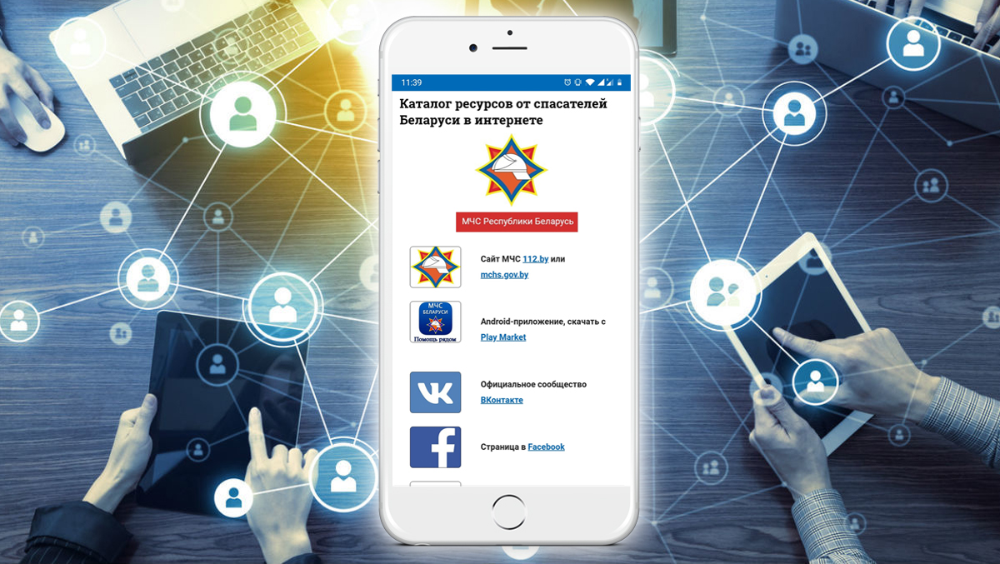 11:39
Каталог ресурсов от спасателей
Беларуси в интернете
МЧС Республики Беларусь
Сайт МЧС 112.by или
mchs.gov.by
МЧС
БЕЛАРУСИ
Помощь рядом
Android-приложение, скачать с
Play Market
Официальное сообщество
ВКонтакте
Страница в Facebook